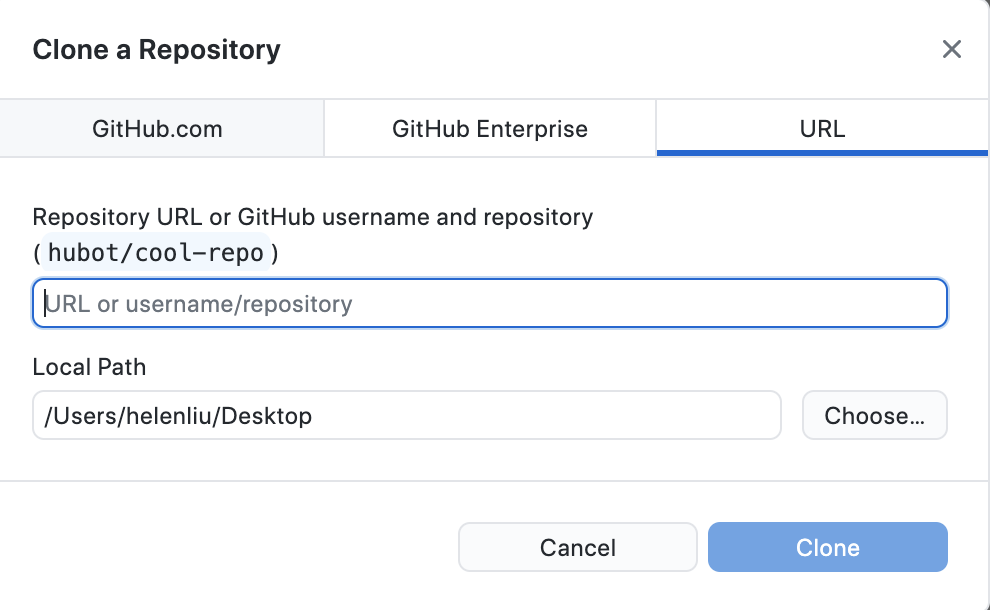 Clone a Repository
GitHub.com
GitHub Enterprise
URL
Repository URL or GitHub username and repository
(hubot/cool-repo)
URL or username/repository
Local Path
/Users/helenliu/Desktop
Choose...
Cancel
Clone